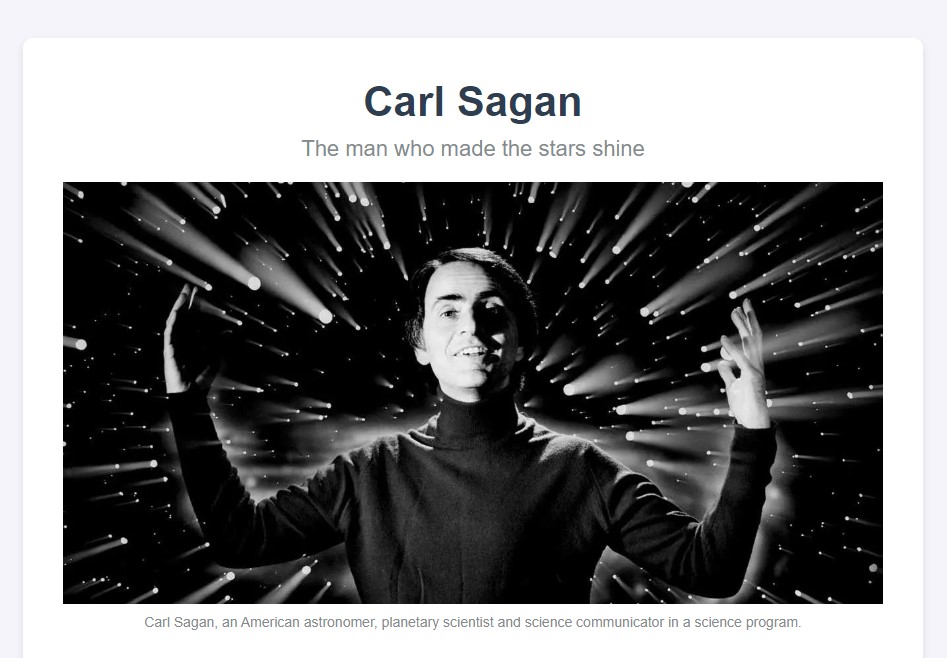 Carl Sagan
The man who made the stars shine
Carl Sagan, an American astronomer, planetary scientist and science communicator in a science program.